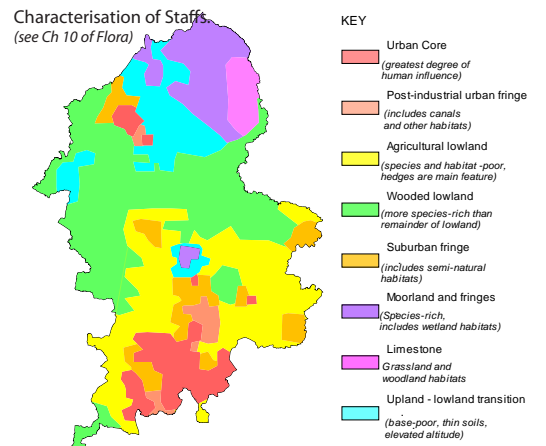 Characterisation of Staffs.
(see Ch 10 of Flora)
KEY
Urban Core
(greatest degree of
human influence)
Post-industrial urban fringe
(includes canals
and other habitats)
Agricultural lowland
(species and habitat -poor,
hedges are main feature)
Wooded lowland
(more species-rich than
remainder of lowland)
Suburban fringe
(includes semi-natural
habitats)
Moorland and fringes
(Species-rich,
includes wetland habitats)
Limestone
Grassland and
woodland habitats
Upland - lowland transition
(base-poor, thin soils,
elevated altitude)